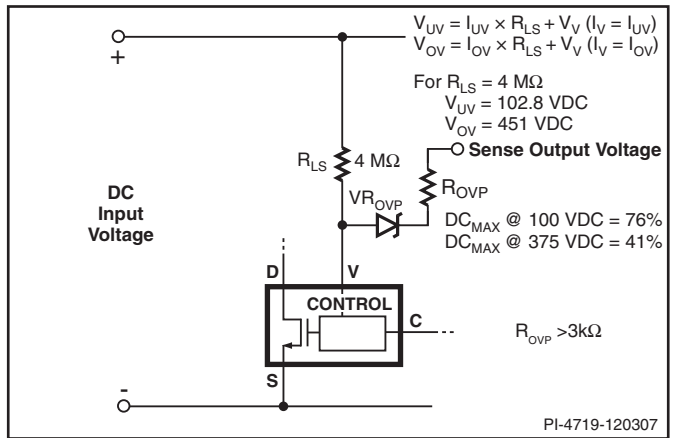 V_UV = I_UV × R_LS + V_V (I_V = I_UV)
V_OV = I_OV × R_LS + V_V (I_V = I_OV)
+
For R_LS = 4 MΩ
V_UV = 102.8 VDC
V_OV = 451 VDC
Sense Output Voltage
R_LS
4 MΩ
R_OVP
VR_OVP
DC
Input
Voltage
DC_MAX @ 100 VDC = 76%
DC_MAX @ 375 VDC = 41%
D
V
CONTROL
C
R_OVP >3kΩ
S
-
PI-4719-120307